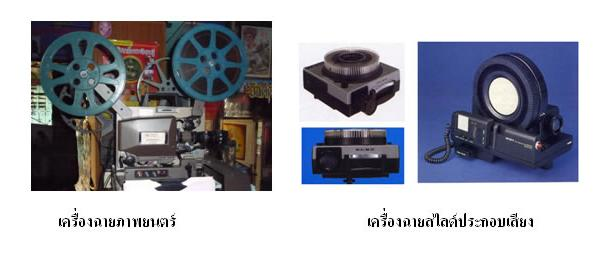 เครื่องฉายภาพยนตร์
เครื่องฉายสไลด์ประกอบเสียง